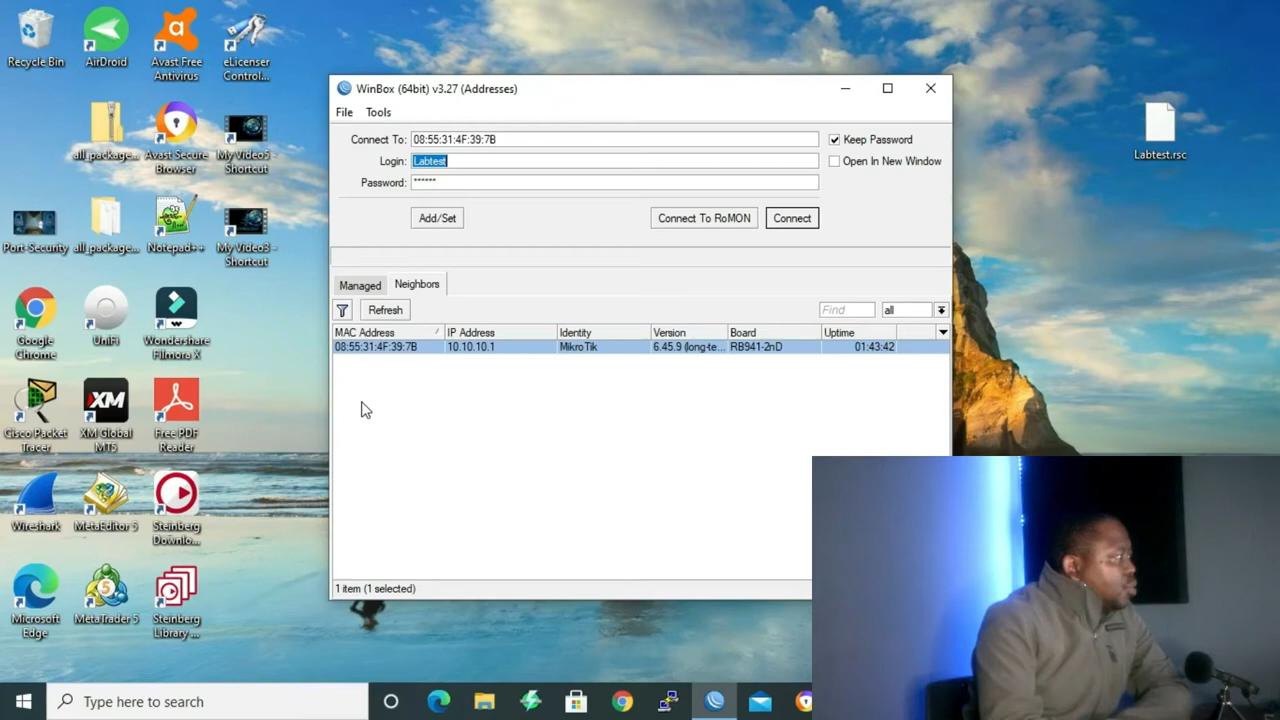 Recycle Bin
AirDroid
Avast Free
Antivirus
eLicenser
Control...
all_package...
Avast Secure
Browser
My Video5 -
Shortcut
Port-Security
all_package...
Notepad++
My Video3 -
Shortcut
Google
Chrome
UniFi
Wondershare
Filmora X
Cisco Packet
Tracer
XM
XM Global
MT5
Free PDF
Reader
Wireshark
MetaEditor 5
Steinberg
Downlo...
Microsoft
Edge
MetaTrader 5
Steinberg
Library ...
WinBox (64bit) v3.27 (Addresses)
File Tools
Connect To: 08:55:31:4F:39:7B
Keep Password
Login: Labtest
Open In New Window
Password: ******
Add/Set
Connect To RoMON
Connect
Managed
Neighbors
Refresh
Find
all
MAC Address IP Address Identity Version Board Uptime
08:55:31:4F:39:7B 10.10.10.1 MikroTik 6.45.9 (long-te... RB941-2nD 01:43:42
1 item (1 selected)
Labtest.rsc
Type here to search